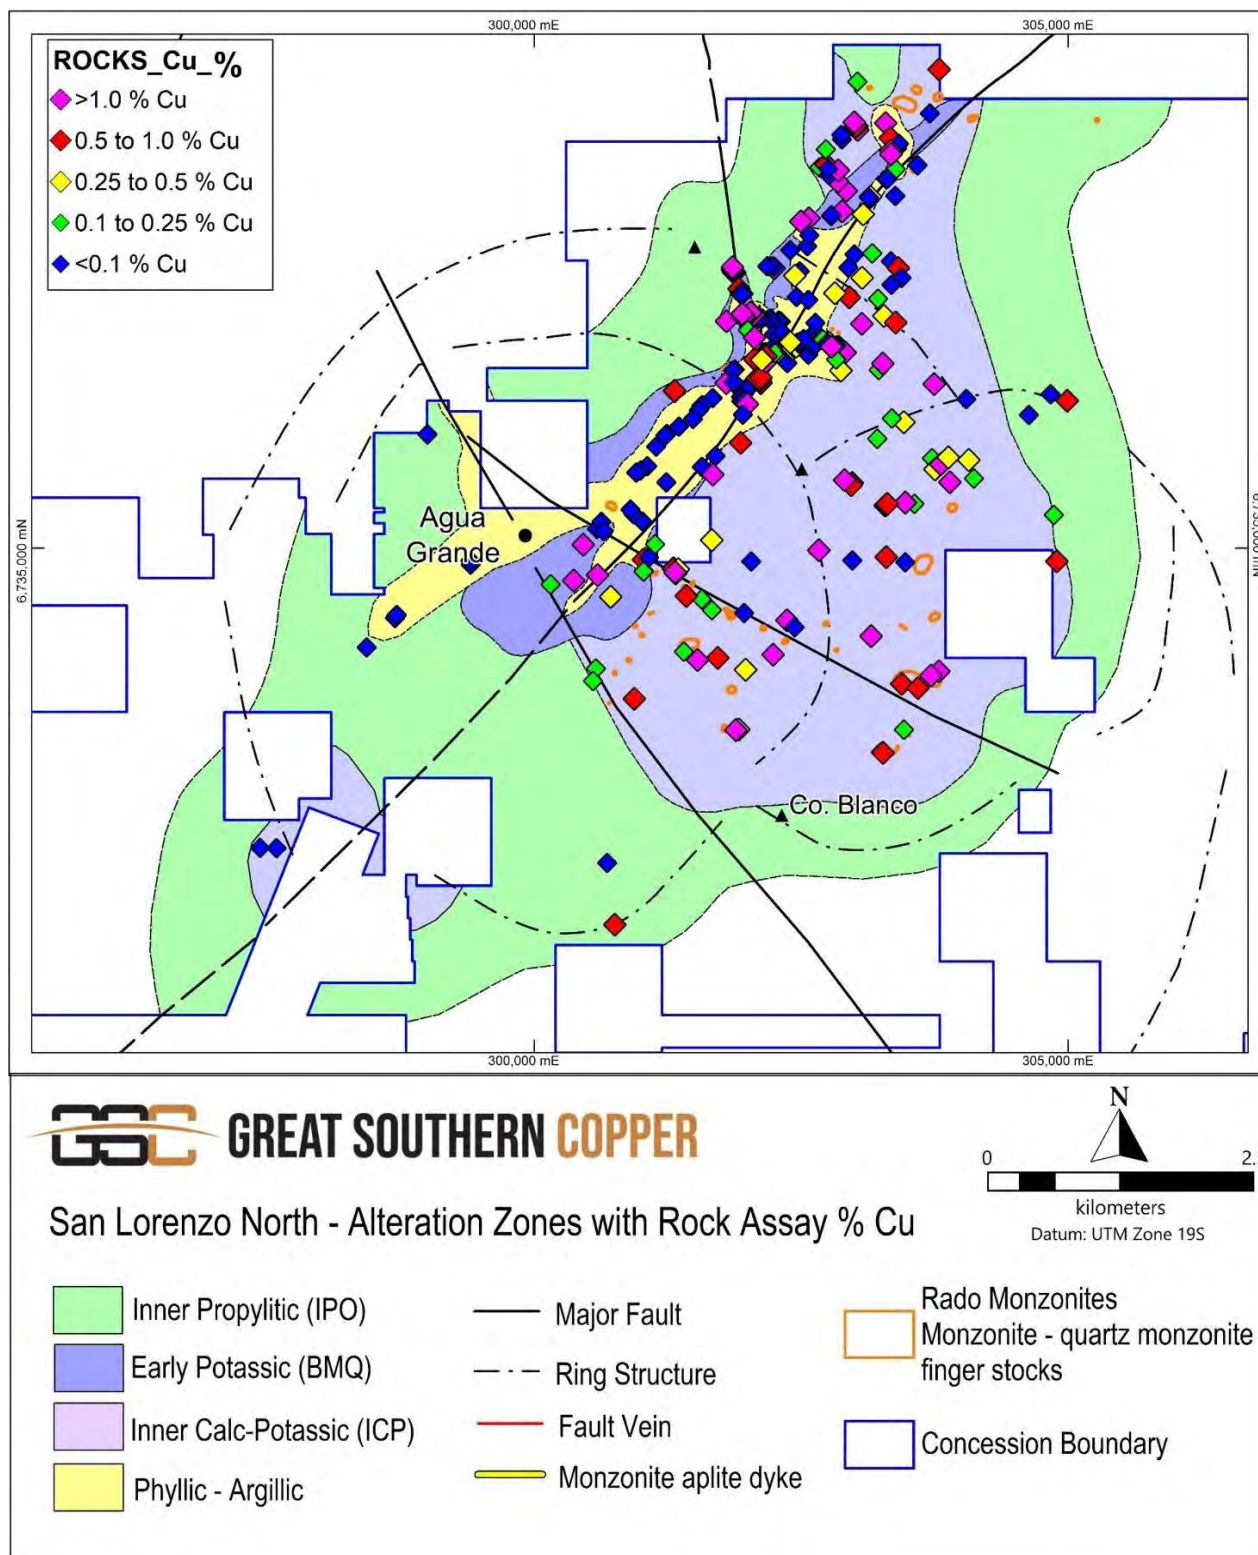 300,000 mE
305,000 mE
ROCKS_Cu_%
>1.0 % Cu
0.5 to 1.0 % Cu
0.25 to 0.5 % Cu
0.1 to 0.25 % Cu
<0.1 % Cu
Agua
Grande
6,735,000 mN
Co. Blanco
300,000 mE
305,000 mE
GSC GREAT SOUTHERN COPPER
N
0
kilometers
Datum: UTM Zone 19S
San Lorenzo North - Alteration Zones with Rock Assay % Cu
Inner Propylitic (IPO)
Early Potassic (BMQ)
Inner Calc-Potassic (ICP)
Phyllic - Argillic
Major Fault
Ring Structure
Fault Vein
Monzonite aplite dyke
Rado Monzonites
Monzonite - quartz monzonite
finger stocks
Concession Boundary